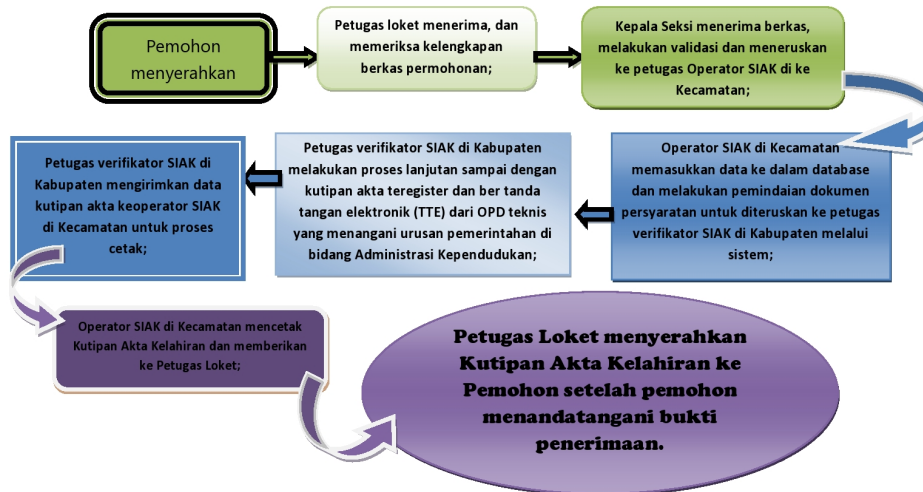 Pemohon
menyerahkan
Petugas loket menerima, dan
memeriksa kelengkapan
berkas permohonan;
Kepala Seksi menerima berkas,
melakukan validasi dan meneruskan
ke petugas Operator SIAK di ke
Kecamatan;
Operator SIAK di Kecamatan
memasukkan data ke dalam database
dan melakukan pemindaian dokumen
persyaratan untuk diteruskan ke petugas
verifikator SIAK di Kabupaten melalui
sistem;
Petugas verifikator SIAK di Kabupaten
melakukan proses lanjutan sampai dengan
kutipan akta teregister dan ber tanda
tangan elektronik (TTE) dari OPD teknis
yang menangani urusan pemerintahan di
bidang Administrasi Kependudukan;
Petugas verifikator SIAK di
Kabupaten mengirimkan data
kutipan akta keoperator SIAK
di Kecamatan untuk proses
cetak;
Operator SIAK di Kecamatan mencetak
Kutipan Akta Kelahiran dan memberikan
ke Petugas Loket;
Petugas Loket menyerahkan
Kutipan Akta Kelahiran ke
Pemohon setelah pemohon
menandatangani bukti
penerimaan.